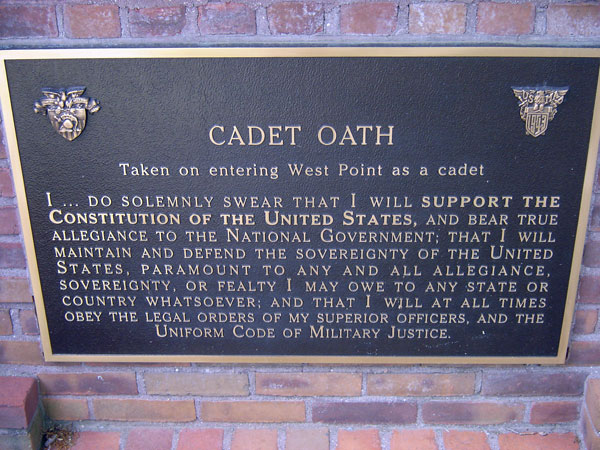 USMA
1993
CADET OATH
Taken on entering West Point as a cadet
I ... DO SOLEMNLY SWEAR THAT I WILL SUPPORT THE
CONSTITUTION OF THE UNITED STATES, AND BEAR TRUE
ALLEGIANCE TO THE NATIONAL GOVERNMENT; THAT I WILL
MAINTAIN AND DEFEND THE SOVEREIGNTY OF THE UNITED
STATES, PARAMOUNT TO ANY AND ALL ALLEGIANCE,
SOVEREIGNTY, OR FEALTY I MAY OWE TO ANY STATE OR
COUNTRY WHATSOEVER; AND THAT I WILL AT ALL TIMES
OBEY THE LEGAL ORDERS OF MY SUPERIOR OFFICERS, AND THE
UNIFORM CODE OF MILITARY JUSTICE.